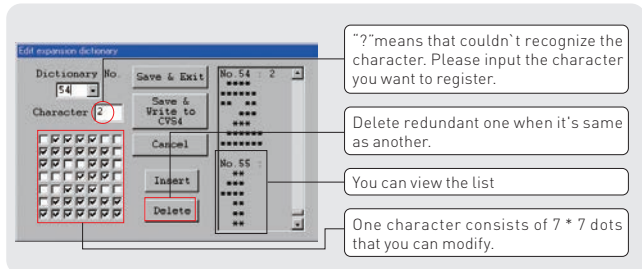 Edit expansion dictionary
Dictionary No.
54
Character 2
Save & Exit
Save &
Write to
CVS4
Cancel
Insert
Delete
No.54 : 2
No.55 :
"?"means that couldn`t recognize the
character. Please input the character
you want to register.
Delete redundant one when it's same
as another.
You can view the list
One character consists of 7 * 7 dots
that you can modify.